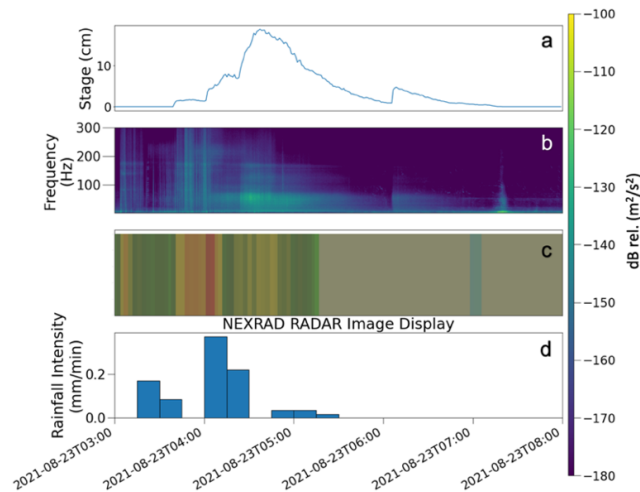 a
Stage (cm)
10
0
b
Frequency
(Hz)
300
200
100
c
NEXRAD RADAR Image Display
d
Rainfall Intensity
(mm/min)
0.2
0.0
2021-08-23T03:00
2021-08-23T04:00
2021-08-23T05:00
2021-08-23T06:00
2021-08-23T07:00
2021-08-23T08:00
−100
−110
−120
−130
−140
−150
−160
−170
−180
dB rel. (m²/s²)